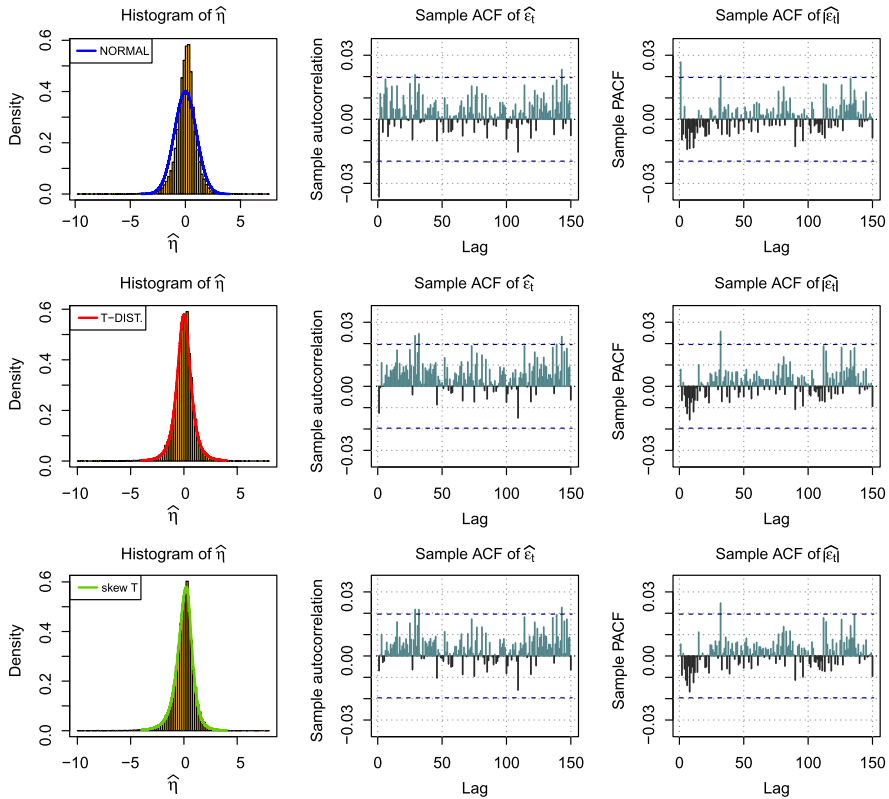 Histogram of η̂
NORMAL
Density
0.0
0.2
0.4
0.6
−10
−5
0
5
η̂
Sample ACF of ε̂t
Sample autocorrelation
−0.03
0.00
0.03
0
50
100
150
Lag
Sample ACF of |ε̂t|
Sample PACF
−0.03
0.00
0.03
0
50
100
150
Lag
Histogram of η̂
T−DIST.
Density
0.0
0.2
0.4
0.6
−10
−5
0
5
η̂
Sample ACF of ε̂t
Sample autocorrelation
−0.03
0.00
0.03
0
50
100
150
Lag
Sample ACF of |ε̂t|
Sample PACF
−0.03
0.00
0.03
0
50
100
150
Lag
Histogram of η̂
skew T
Density
0.0
0.2
0.4
0.6
−10
−5
0
5
η̂
Sample ACF of ε̂t
Sample autocorrelation
−0.03
0.00
0.03
0
50
100
150
Lag
Sample ACF of |ε̂t|
Sample PACF
−0.03
0.00
0.03
0
50
100
150
Lag